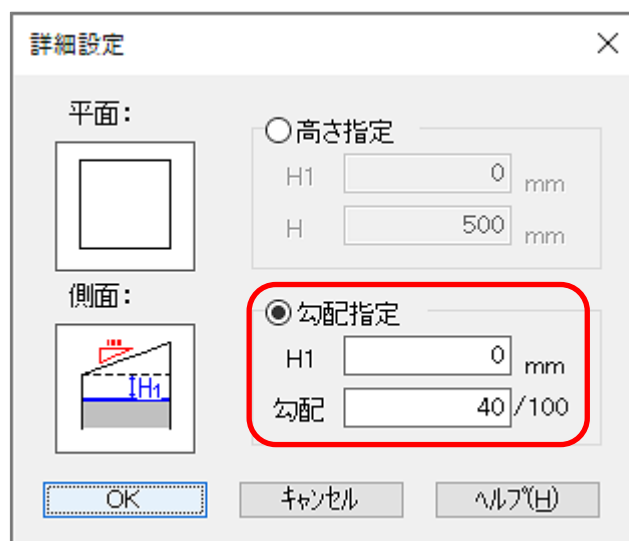 詳細設定
平面:
高さ指定
H1 0 mm
H 500 mm
側面:
H1
勾配指定
H1 0 mm
勾配 40 /100
OK キャンセル ヘルプ(H)